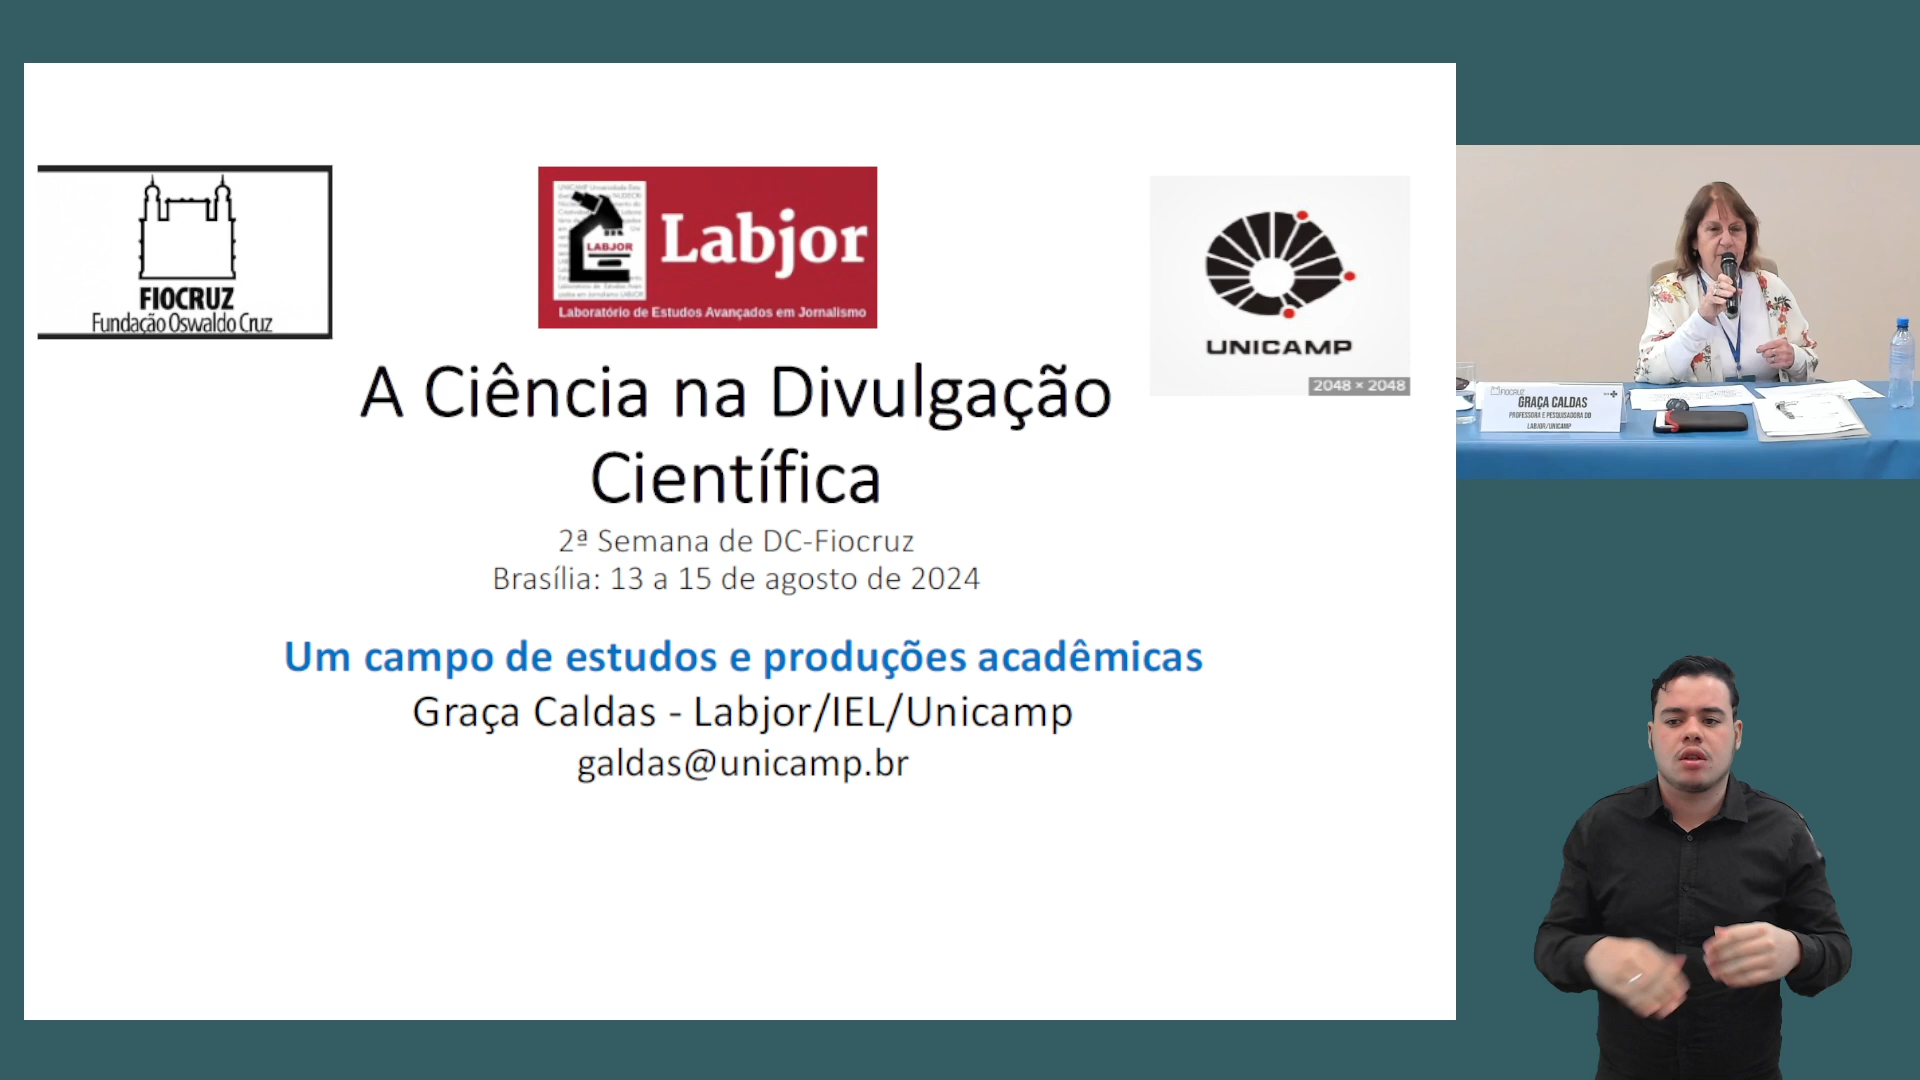 FIOCRUZ
Fundação Oswaldo Cruz
LABJOR
Labjor
Laboratório de Estudos Avançados em Jornalismo
UNICAMP
2048 × 2048
A Ciência na Divulgação
Científica
2ª Semana de DC-Fiocruz
Brasília: 13 a 15 de agosto de 2024
Um campo de estudos e produções acadêmicas
Graça Caldas - Labjor/IEL/Unicamp
galdas@unicamp.br
FIOCRUZ
GRAÇA CALDAS
PROFESSORA E PESQUISADORA DO
LABJOR/UNICAMP